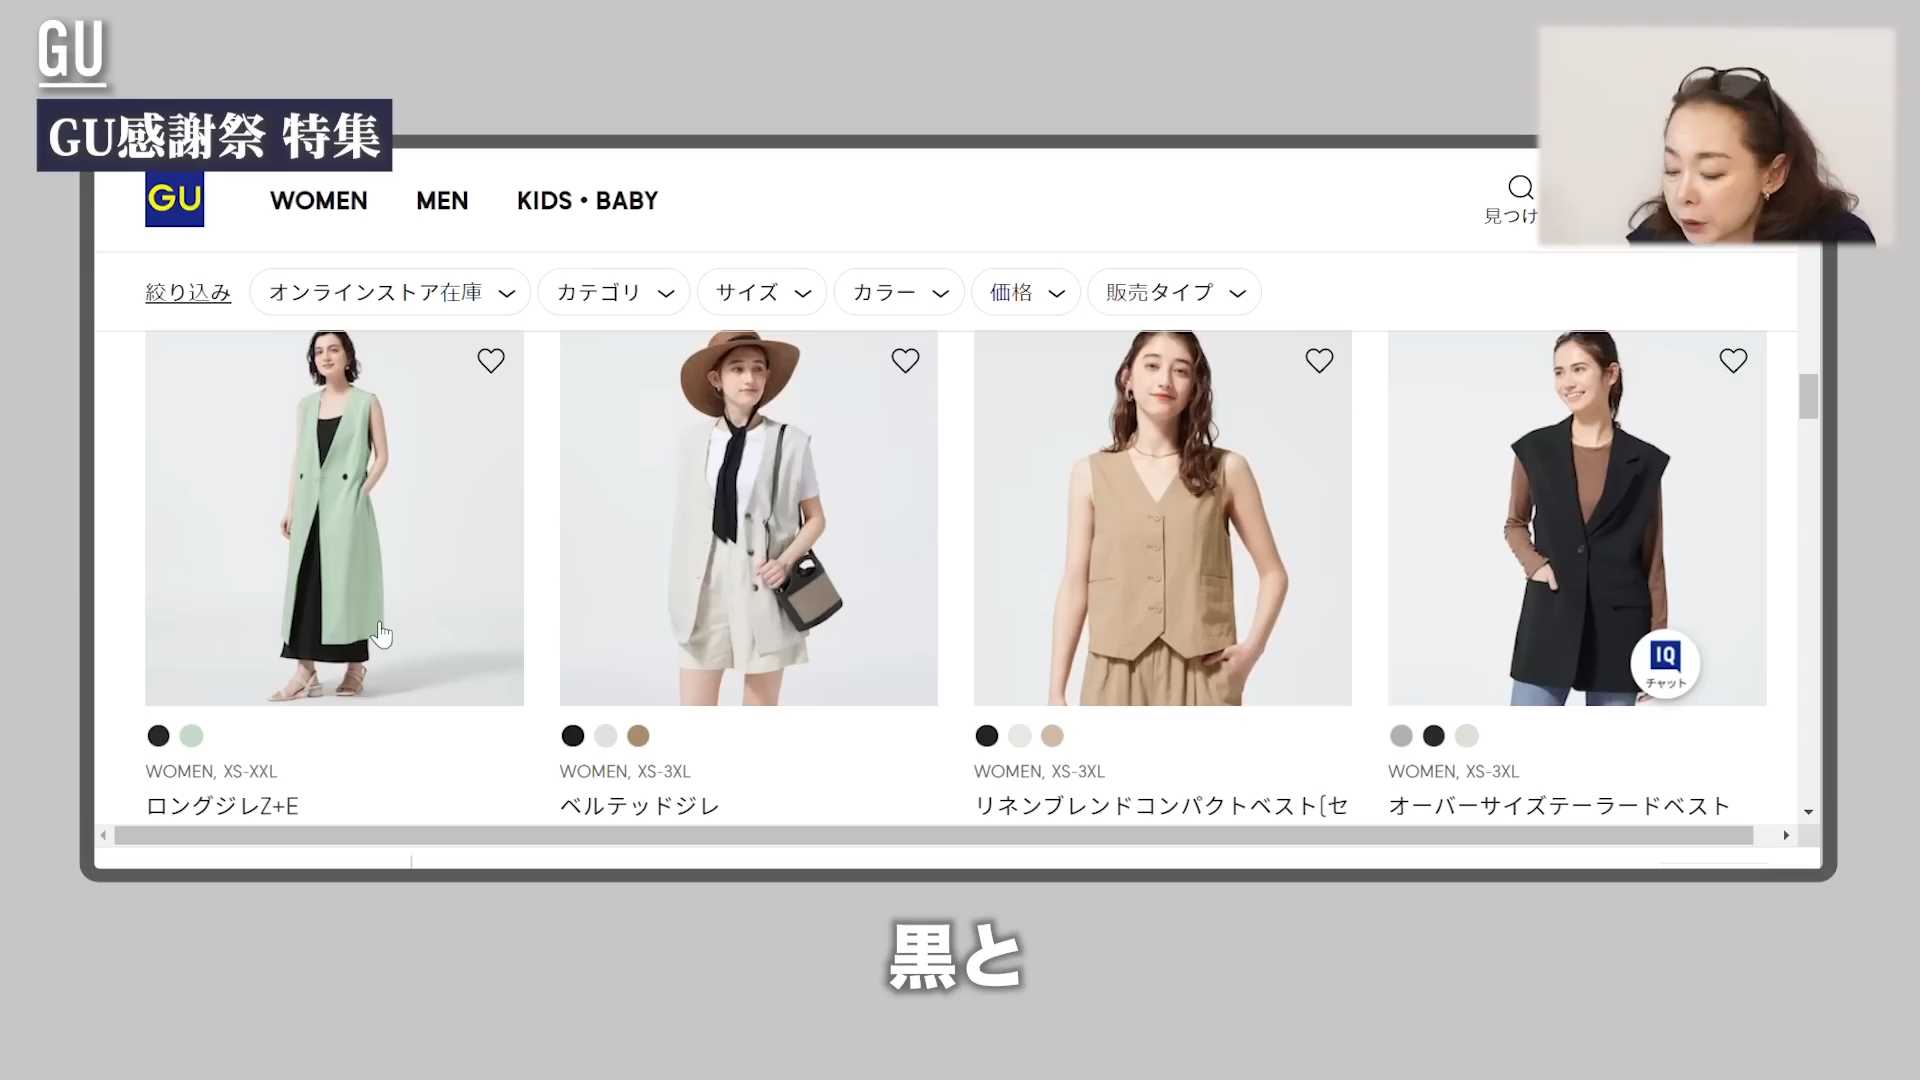 GU
GU感謝祭 特集
GU
WOMEN
MEN
KIDS・BABY
見つけ
絞り込み
オンラインストア在庫
カテゴリ
サイズ
カラー
価格
販売タイプ
IQ
チャット
WOMEN, XS-XXL
ロングジレZ+E
WOMEN, XS-3XL
ベルテッドジレ
WOMEN, XS-3XL
リネンブレンドコンパクトベスト(セ
WOMEN, XS-3XL
オーバーサイズテーラードベスト
黒と